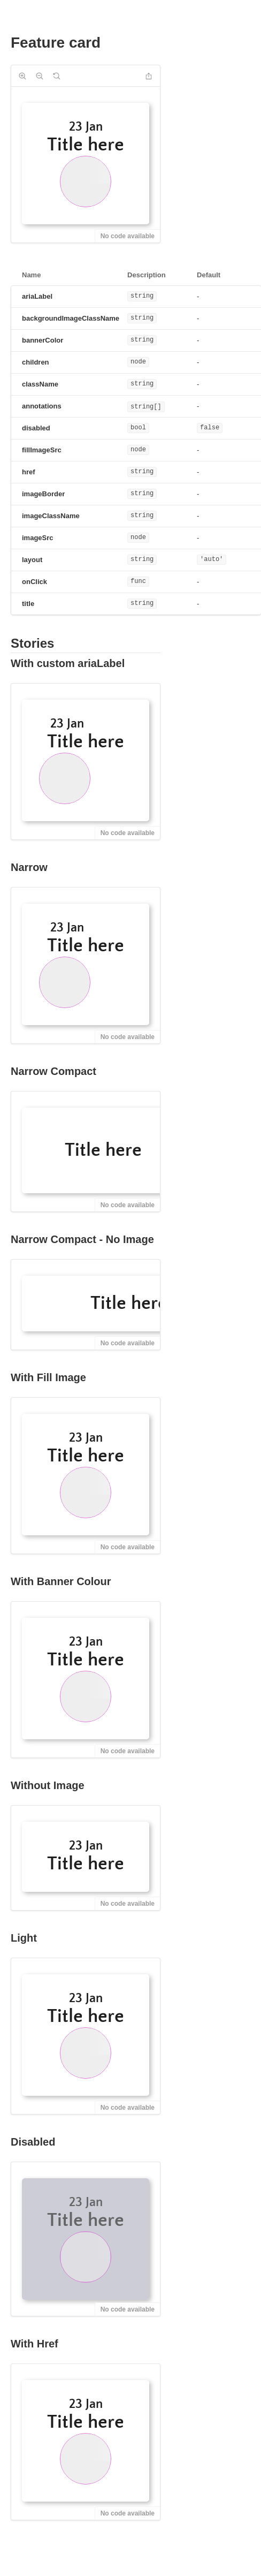 Feature card
23 Jan
Title here
No code available
Name Description Default
ariaLabel string -
backgroundImageClassName string -
bannerColor string -
children node -
className string -
annotations string[] -
disabled bool false
fillImageSrc node -
href string -
imageBorder string -
imageClassName string -
imageSrc node -
layout string 'auto'
onClick func -
title string -
Stories
With custom ariaLabel
23 Jan
Title here
No code available
Narrow
23 Jan
Title here
No code available
Narrow Compact
Title here
No code available
Narrow Compact - No Image
Title here
No code available
With Fill Image
23 Jan
Title here
No code available
With Banner Colour
23 Jan
Title here
No code available
Without Image
23 Jan
Title here
No code available
Light
23 Jan
Title here
No code available
Disabled
23 Jan
Title here
No code available
With Href
23 Jan
Title here
No code available